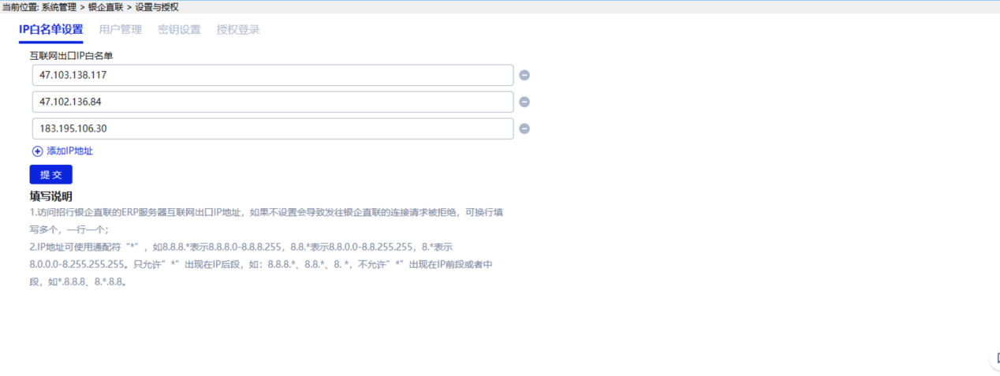 当前位置: 系统管理 > 银企直联 > 设置与授权
IP白名单设置 用户管理 密钥设置 授权登录
互联网出口IP白名单
47.103.138.117
47.102.136.84
183.195.106.30
添加IP地址
提 交
填写说明
1.访问招行银企直联的ERP服务器互联网出口IP地址，如果不设置会导致发往银企直联的连接请求被拒绝，可换行填
写多个，一行一个；
2.IP地址可使用通配符“*”，如8.8.8.*表示8.8.8.0-8.8.8.255，8.8.*表示8.8.0.0-8.8.255.255，8.*表示
8.0.0.0-8.255.255.255。只允许”*”出现在IP后段，如：8.8.8.*、8.8.*、8. *，不允许”*”出现在IP前段或者中
段，如*.8.8.8、8.*.8.8。